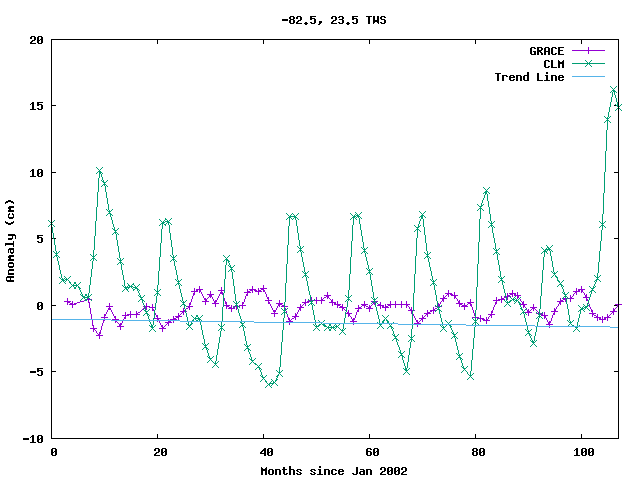 -82.5, 23.5 TWS
GRACE
CLM
Trend Line
20
15
10
5
0
-5
-10
Anomaly (cm)
0 20 40 60 80 100
Months since Jan 2002